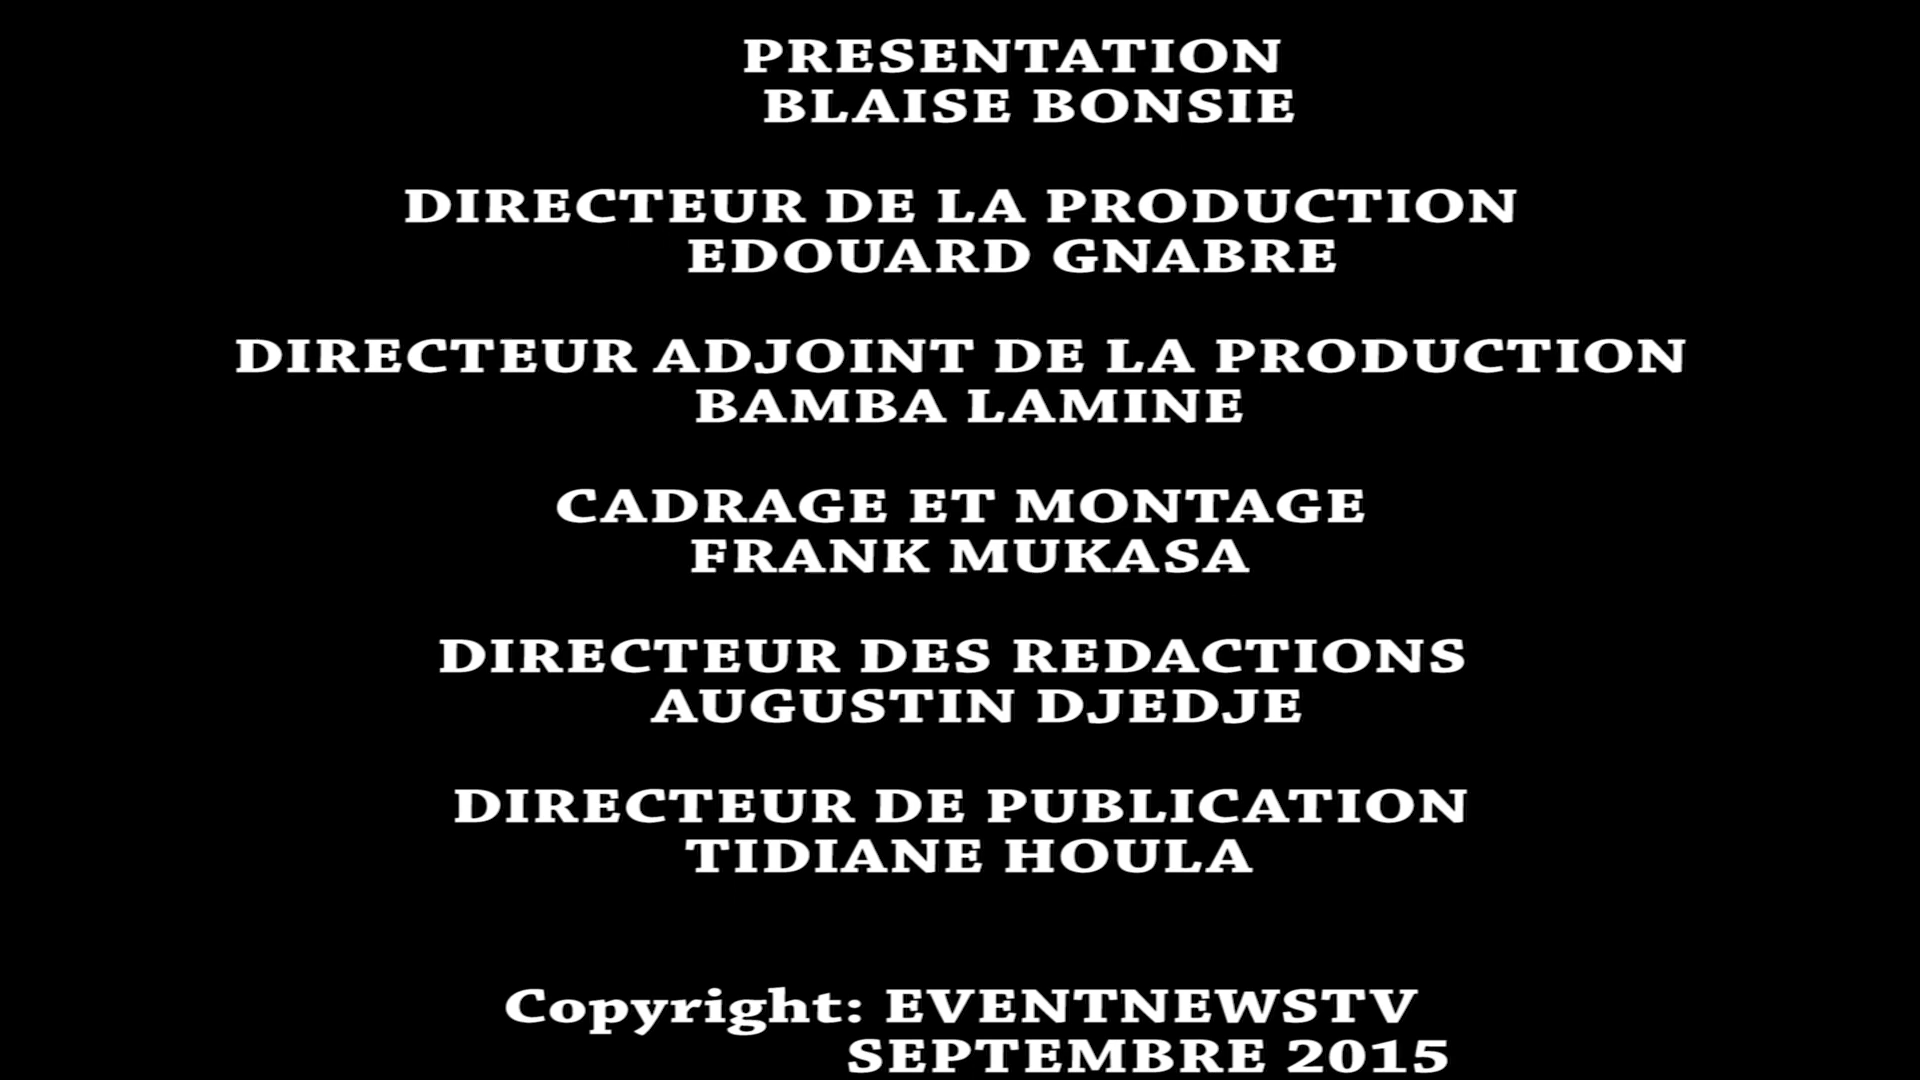 PRESENTATION
BLAISE BONSIE
DIRECTEUR DE LA PRODUCTION
EDOUARD GNABRE
DIRECTEUR ADJOINT DE LA PRODUCTION
BAMBA LAMINE
CADRAGE ET MONTAGE
FRANK MUKASA
DIRECTEUR DES REDACTIONS
AUGUSTIN DJEDJE
DIRECTEUR DE PUBLICATION
TIDIANE HOULA
Copyright: EVENTNEWSTV
SEPTEMBRE 2015